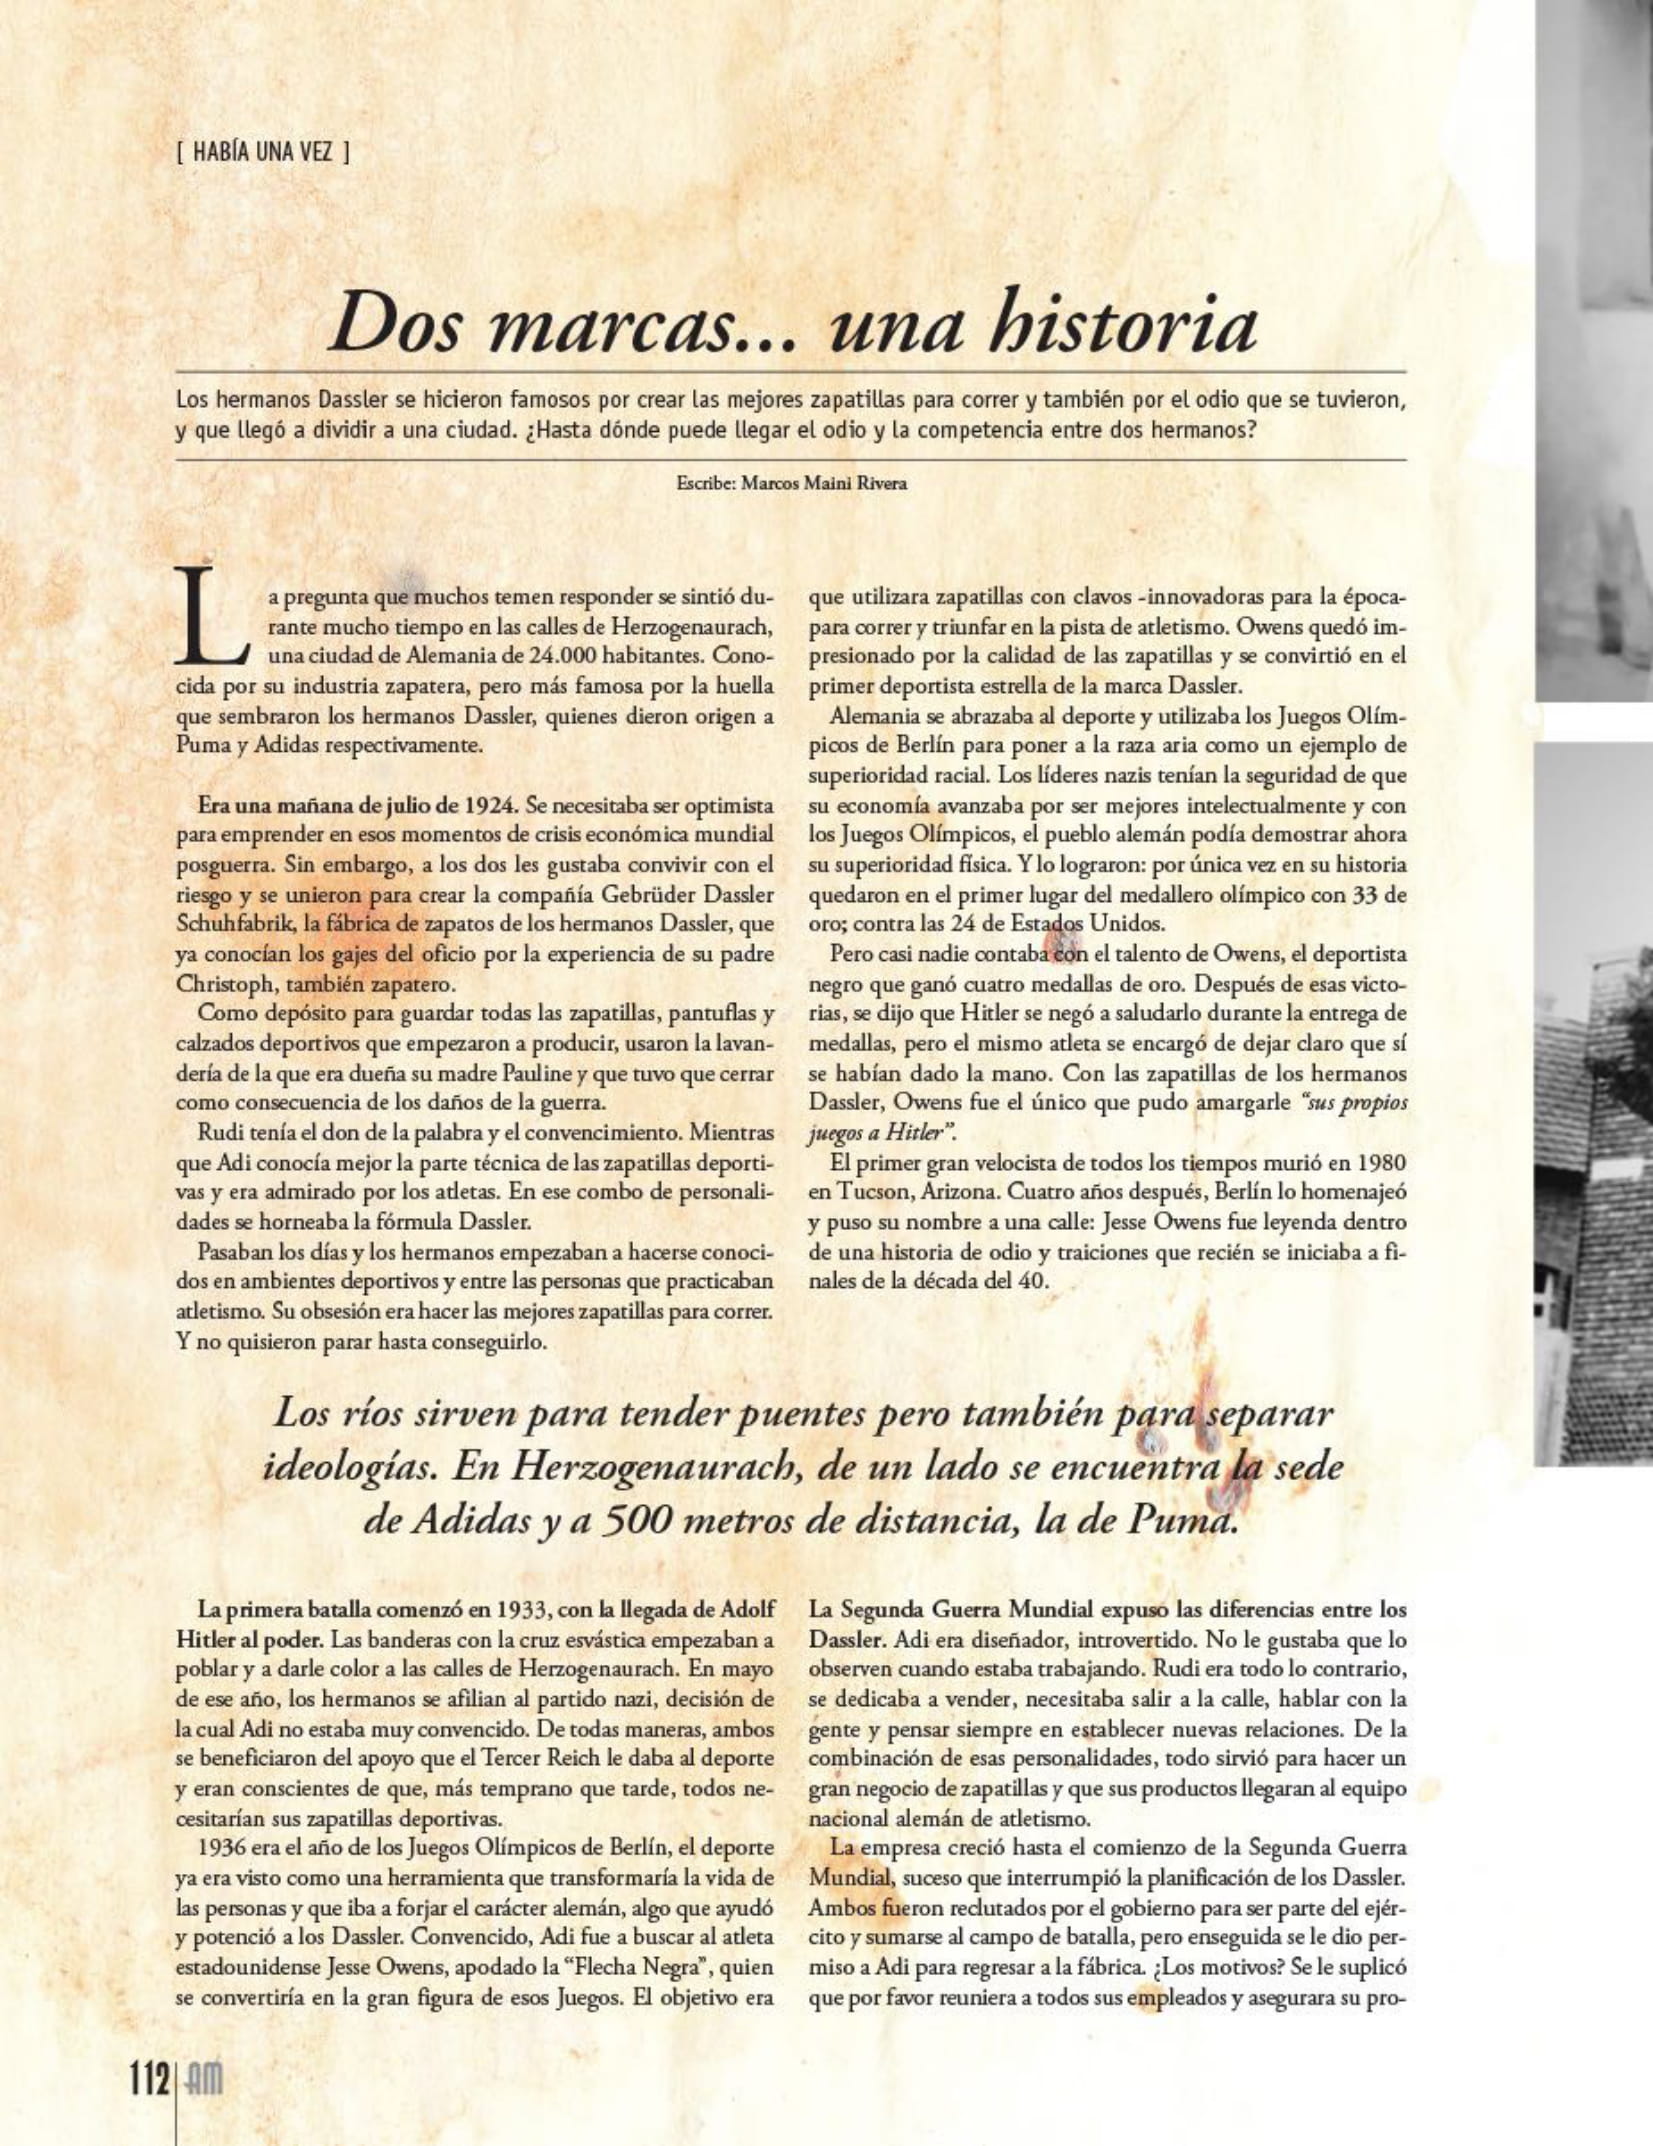 [ HABÍA UNA VEZ ]
Dos marcas... una historia
Los hermanos Dassler se hicieron famosos por crear las mejores zapatillas para correr y también por el odio que se tuvieron,
y que llegó a dividir a una ciudad. ¿Hasta dónde puede llegar el odio y la competencia entre dos hermanos?
Escribe: Marcos Maini Rivera
La pregunta que muchos temen responder se sintió du-
rante mucho tiempo en las calles de Herzogenaurach,
una ciudad de Alemania de 24.000 habitantes. Cono-
cida por su industria zapatera, pero más famosa por la huella
que sembraron los hermanos Dassler, quienes dieron origen a
Puma y Adidas respectivamente.
Era una mañana de julio de 1924. Se necesitaba ser optimista
para emprender en esos momentos de crisis económica mundial
posguerra. Sin embargo, a los dos les gustaba convivir con el
riesgo y se unieron para crear la compañía Gebrüder Dassler
Schuhfabrik, la fábrica de zapatos de los hermanos Dassler, que
ya conocían los gajes del oficio por la experiencia de su padre
Christoph, también zapatero.
Como depósito para guardar todas las zapatillas, pantuflas y
calzados deportivos que empezaron a producir, usaron la lavan-
dería de la que era dueña su madre Pauline y que tuvo que cerrar
como consecuencia de los daños de la guerra.
Rudi tenía el don de la palabra y el convencimiento. Mientras
que Adi conocía mejor la parte técnica de las zapatillas deporti-
vas y era admirado por los atletas. En ese combo de personali-
dades se horneaba la fórmula Dassler.
Pasaban los días y los hermanos empezaban a hacerse conoci-
dos en ambientes deportivos y entre las personas que practicaban
atletismo. Su obsesión era hacer las mejores zapatillas para correr.
Y no quisieron parar hasta conseguirlo.
que utilizara zapatillas con clavos -innovadoras para la época-
para correr y triunfar en la pista de atletismo. Owens quedó im-
presionado por la calidad de las zapatillas y se convirtió en el
primer deportista estrella de la marca Dassler.
Alemania se abrazaba al deporte y utilizaba los Juegos Olím-
picos de Berlín para poner a la raza aria como un ejemplo de
superioridad racial. Los líderes nazis tenían la seguridad de que
su economía avanzaba por ser mejores intelectualmente y con
los Juegos Olímpicos, el pueblo alemán podía demostrar ahora
su superioridad física. Y lo lograron: por única vez en su historia
quedaron en el primer lugar del medallero olímpico con 33 de
oro; contra las 24 de Estados Unidos.
Pero casi nadie contaba con el talento de Owens, el deportista
negro que ganó cuatro medallas de oro. Después de esas victo-
rias, se dijo que Hitler se negó a saludarlo durante la entrega de
medallas, pero el mismo atleta se encargó de dejar claro que sí
se habían dado la mano. Con las zapatillas de los hermanos
Dassler, Owens fue el único que pudo amargarle “sus propios
juegos a Hitler”.
El primer gran velocista de todos los tiempos murió en 1980
en Tucson, Arizona. Cuatro años después, Berlín lo homenajeó
y puso su nombre a una calle: Jesse Owens fue leyenda dentro
de una historia de odio y traiciones que recién se iniciaba a fi-
nales de la década del 40.
Los ríos sirven para tender puentes pero también para separar
ideologías. En Herzogenaurach, de un lado se encuentra la sede
de Adidas y a 500 metros de distancia, la de Puma.
La primera batalla comenzó en 1933, con la llegada de Adolf
Hitler al poder. Las banderas con la cruz esvástica empezaban a
poblar y a darle color a las calles de Herzogenaurach. En mayo
de ese año, los hermanos se afilian al partido nazi, decisión de
la cual Adi no estaba muy convencido. De todas maneras, ambos
se beneficiaron del apoyo que el Tercer Reich le daba al deporte
y eran conscientes de que, más temprano que tarde, todos ne-
cesitarían sus zapatillas deportivas.
1936 era el año de los Juegos Olímpicos de Berlín, el deporte
ya era visto como una herramienta que transformaría la vida de
las personas y que iba a forjar el carácter alemán, algo que ayudó
y potenció a los Dassler. Convencido, Adi fue a buscar al atleta
estadounidense Jesse Owens, apodado la “Flecha Negra”, quien
se convertiría en la gran figura de esos Juegos. El objetivo era
La Segunda Guerra Mundial expuso las diferencias entre los
Dassler. Adi era diseñador, introvertido. No le gustaba que lo
observen cuando estaba trabajando. Rudi era todo lo contrario,
se dedicaba a vender, necesitaba salir a la calle, hablar con la
gente y pensar siempre en establecer nuevas relaciones. De la
combinación de esas personalidades, todo sirvió para hacer un
gran negocio de zapatillas y que sus productos llegaran al equipo
nacional alemán de atletismo.
La empresa creció hasta el comienzo de la Segunda Guerra
Mundial, suceso que interrumpió la planificación de los Dassler.
Ambos fueron reclutados por el gobierno para ser parte del ejér-
cito y sumarse al campo de batalla, pero enseguida se le dio per-
miso a Adi para regresar a la fábrica. ¿Los motivos? Se le suplicó
que por favor reuniera a todos sus empleados y asegurara su pro-
112 AM